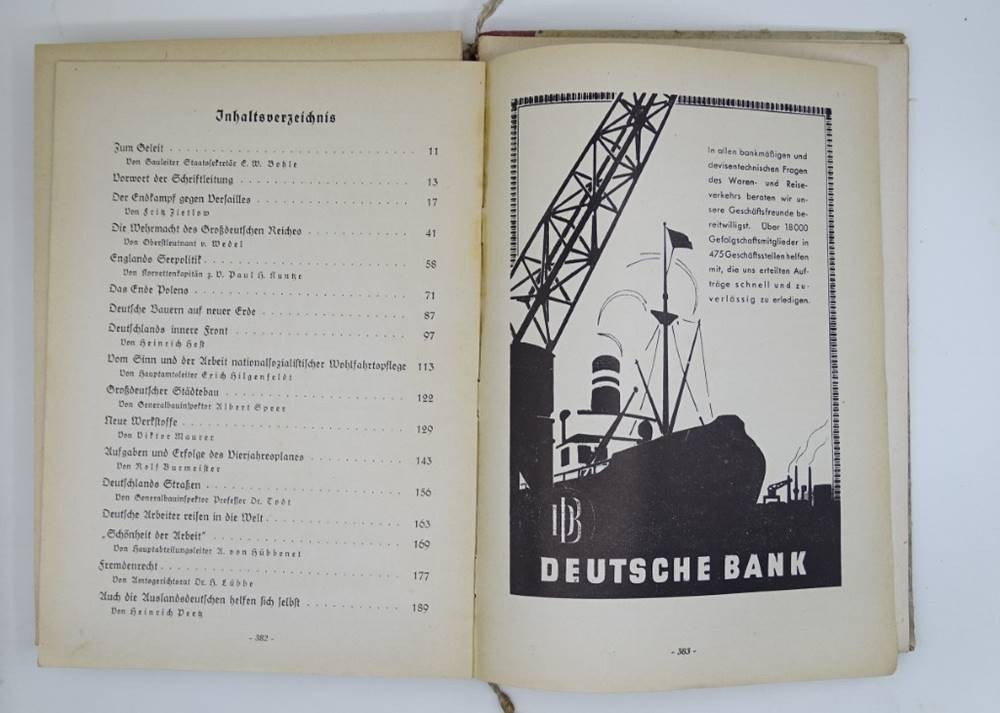 Inhaltsverzeichnis
Zum Geleit 11
Von Gauleiter Staatssekretär E. W. Bohle
Vorwort der Schriftleitung 13
Der Endkampf gegen Versailles 17
Von Fritz Zietlow
Die Wehrmacht des Großdeutschen Reiches 41
Von Oberstleutnant v. Wedel
Englands Seepolitik 58
Von Korvettenkapitän z. V. Paul H. Kuntze
Das Ende Polens 71
Deutsche Bauern auf neuer Erde 87
Deutschlands innere Front 97
Von Heinrich Hest
Vom Sinn und der Arbeit nationalsozialistischer Wohlfahrtspflege 113
Von Hauptamtsleiter Erich Hilgenfeldt
Großdeutscher Städtebau 122
Von Generalbauinspektor Albert Speer
Neue Werkstoffe 129
Von Viktor Maurer
Aufgaben und Erfolge des Vierjahresplanes 143
Von Rolf Burmeister
Deutschlands Straßen 156
Von Generalbauinspektor Professor Dr. Todt
Deutsche Arbeiter reisen in die Welt 163
„Schönheit der Arbeit" 169
Von Hauptabteilungsleiter A. von Hübbenet
Fremdenrecht 177
Von Amtsgerichtsrat Dr. H. Lübbe
Auch die Auslandsdeutschen helfen sich selbst 189
Von Heinrich Peetz
- 382 -
In allen bankmäßigen und
devisentechnischen Fragen
des Waren- und Reise-
verkehrs beraten wir un-
sere Geschäftsfreunde be-
reitwilligst. Über 18000
Gefolgschaftsmitglieder in
475 Geschäftsstellen helfen
mit, die uns erteilten Auf-
träge schnell und zu-
verlässig zu erledigen.
DB
DEUTSCHE BANK
- 383 -